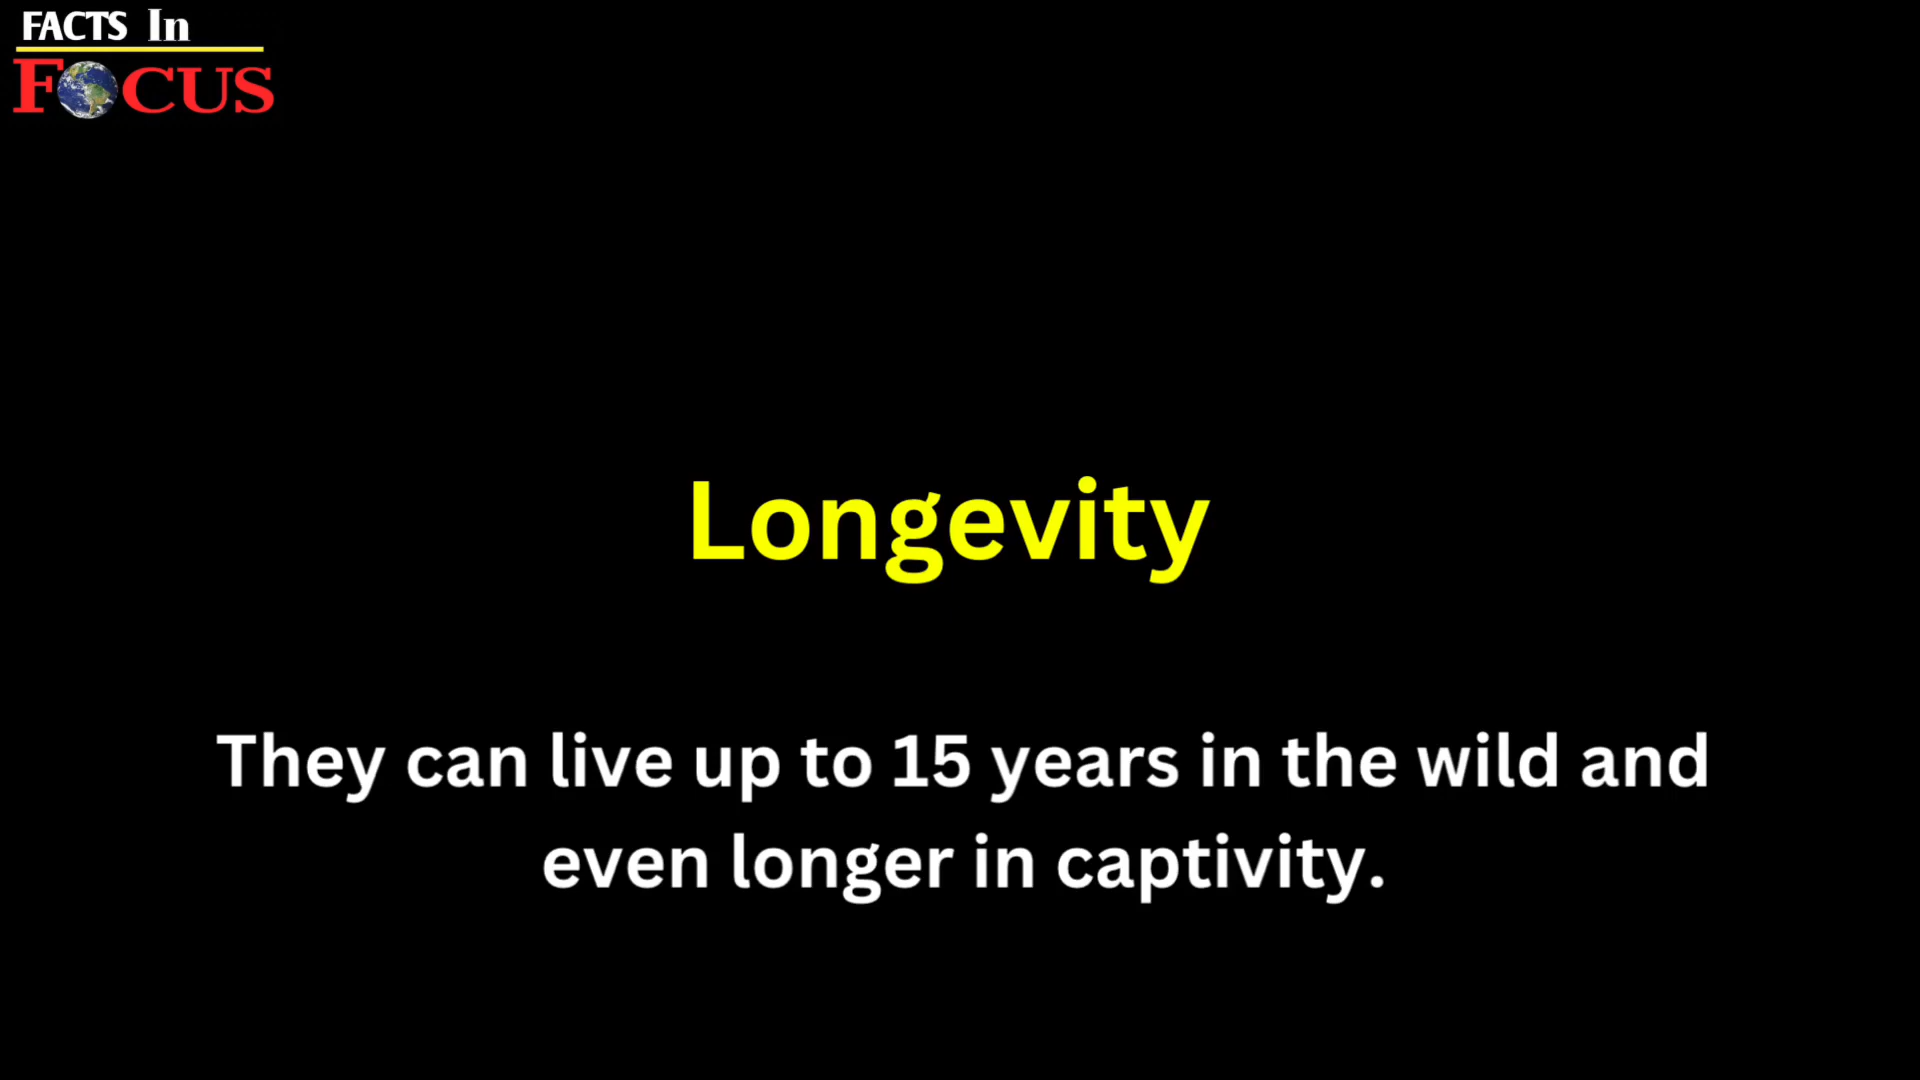 FACTS In
FOCUS
Longevity
They can live up to 15 years in the wild and
even longer in captivity.